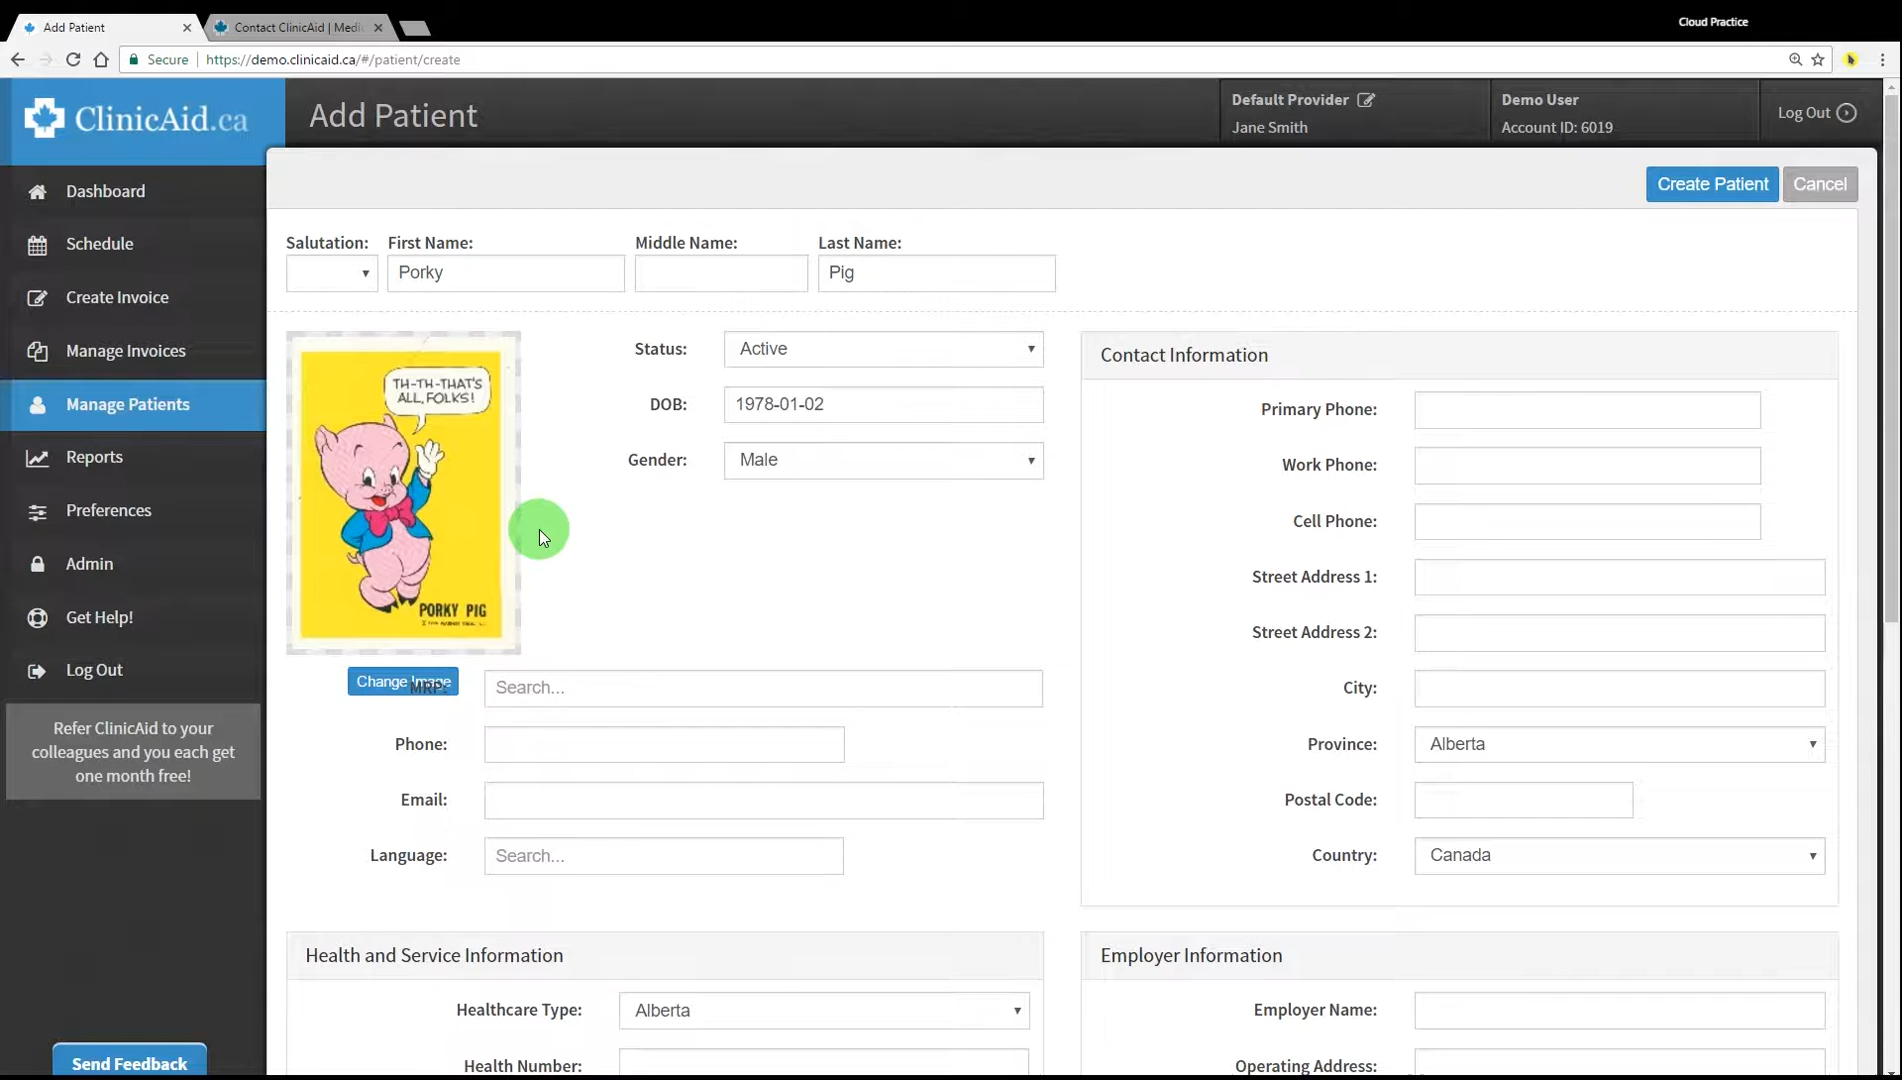 Add Patient
Contact ClinicAid | Medi
Cloud Practice
Secure
https://demo.clinicaid.ca/#/patient/create
ClinicAid.ca
Add Patient
Default Provider
Jane Smith
Demo User
Account ID: 6019
Log Out
Dashboard
Schedule
Create Invoice
Manage Invoices
Manage Patients
Reports
Preferences
Admin
Get Help!
Log Out
Refer ClinicAid to your
colleagues and you each get
one month free!
Send Feedback
Create Patient
Cancel
Salutation:
First Name:
Middle Name:
Last Name:
Porky
Pig
TH-TH-THAT'S
ALL, FOLKS!
PORKY PIG
Change Image
Status:
Active
DOB:
1978-01-02
Gender:
Male
MRP:
Search...
Phone:
Email:
Language:
Search...
Contact Information
Primary Phone:
Work Phone:
Cell Phone:
Street Address 1:
Street Address 2:
City:
Province:
Alberta
Postal Code:
Country:
Canada
Health and Service Information
Healthcare Type:
Alberta
Health Number:
Employer Information
Employer Name:
Operating Address: